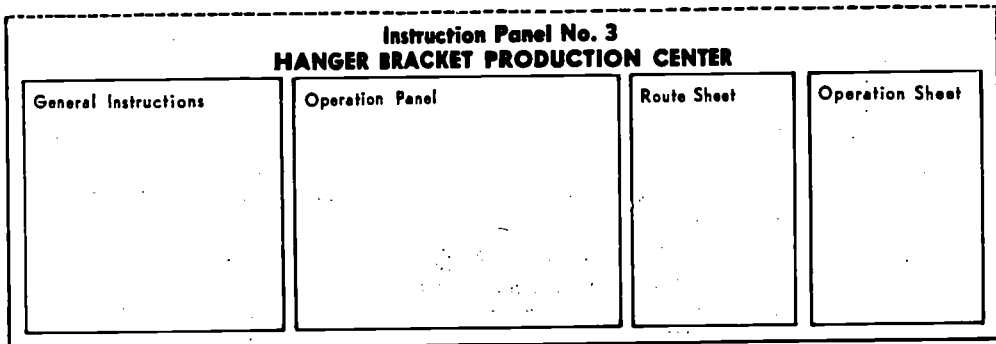 Instruction Panel No. 3
HANGER BRACKET PRODUCTION CENTER
General Instructions
Operation Panel
Route Sheet
Operation Sheet